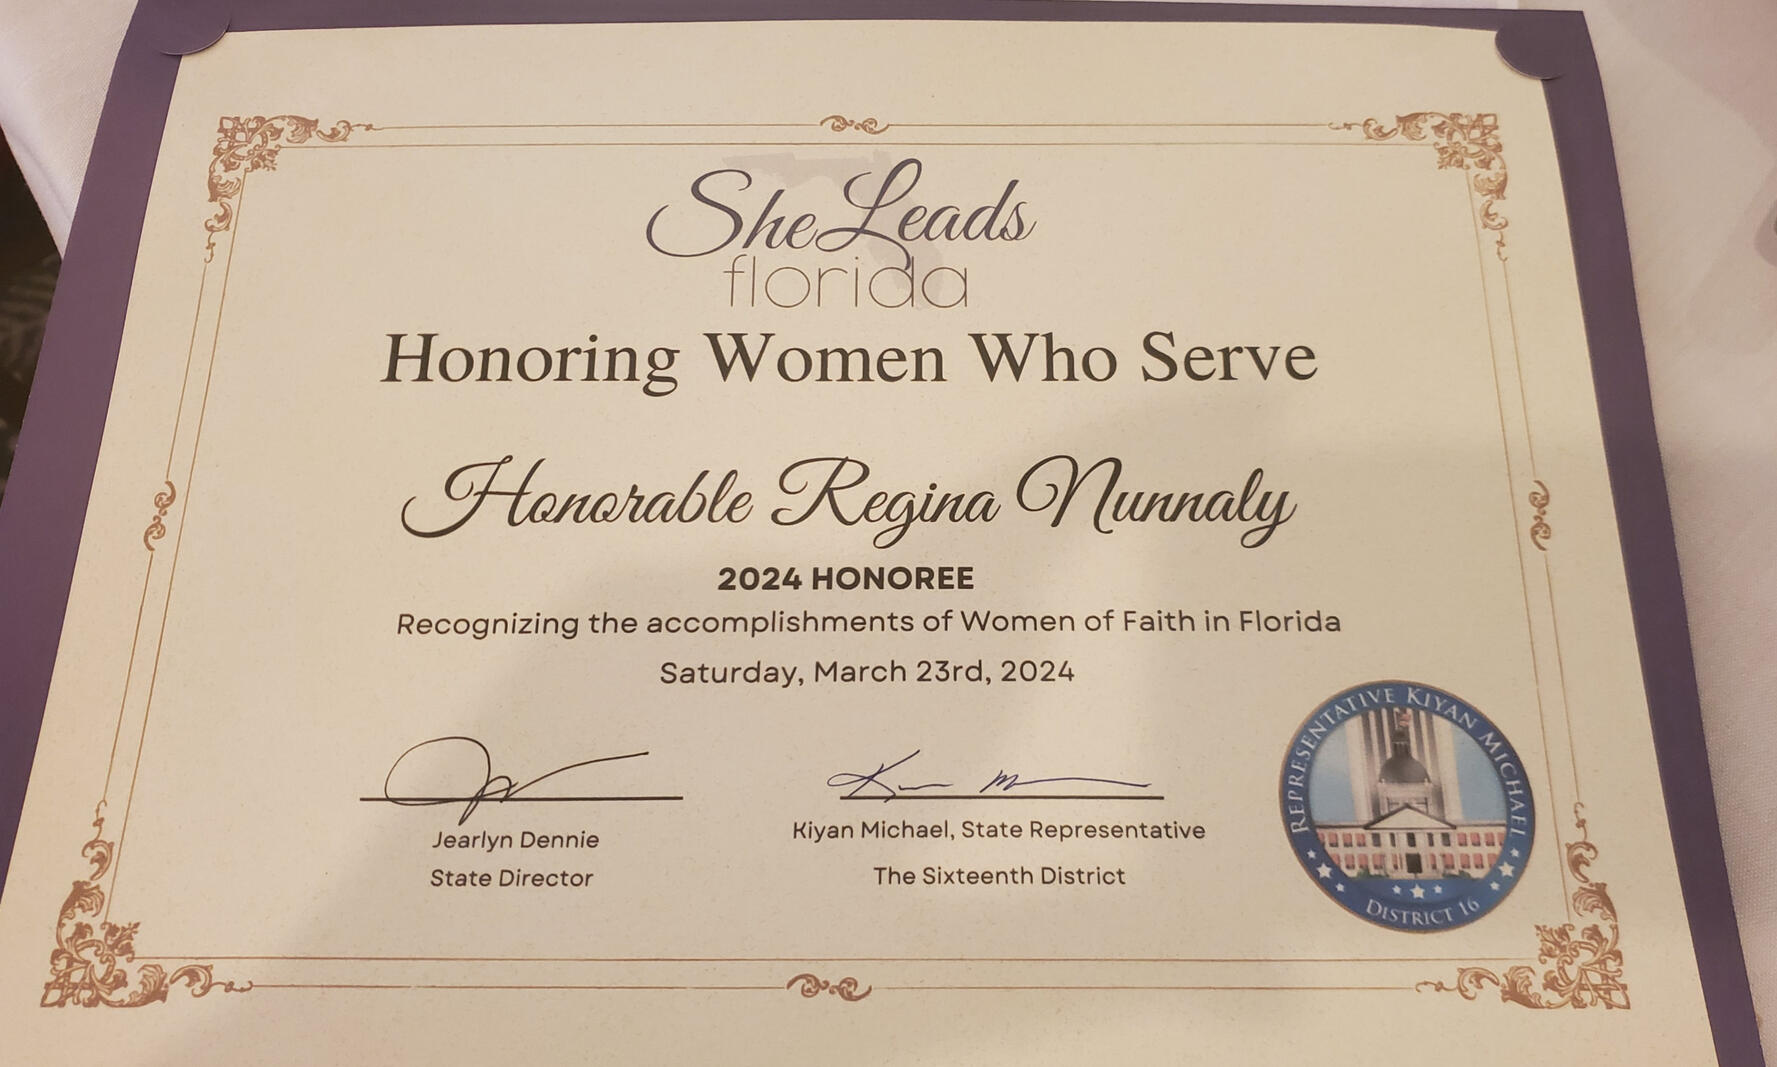 SheLeads
florida
Honoring Women Who Serve
Honorable Regina Nunnaly
2024 HONOREE
Recognizing the accomplishments of Women of Faith in Florida
Saturday, March 23rd, 2024
Jearlyn Dennie
State Director
Kiyan Michael, State Representative
The Sixteenth District
REPRESENTATIVE KIYAN MICHAEL
DISTRICT 16